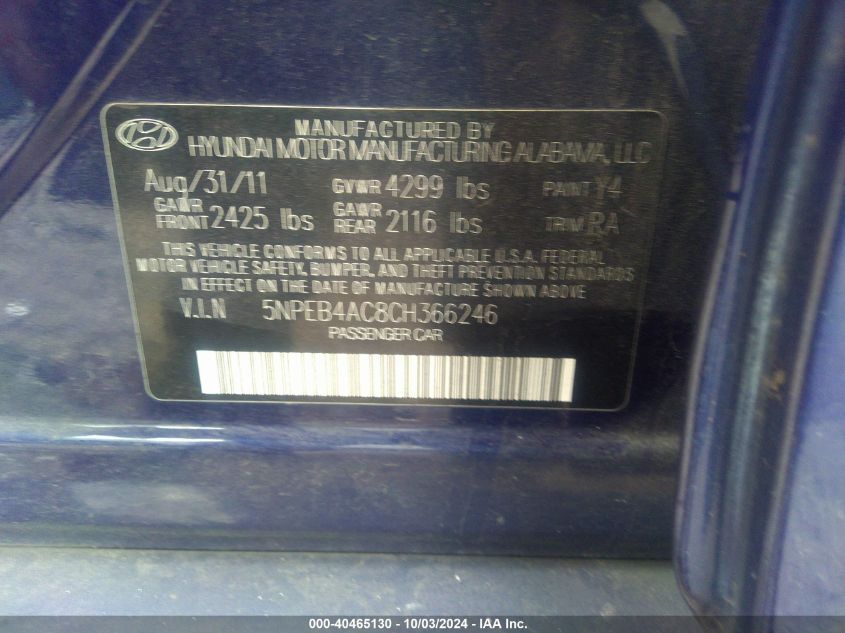 MANUFACTURED BY
HYUNDAI MOTOR MANUFACTURING ALABAMA, LLC
Aug/31/11 GVWR 4299 lbs PAINT Y4
GAWR FRONT 2425 lbs GAWR REAR 2116 lbs TRIM RA
THIS VEHICLE CONFORMS TO ALL APPLICABLE U.S.A. FEDERAL
MOTOR VEHICLE SAFETY, BUMPER, AND THEFT PREVENTION STANDARDS
IN EFFECT ON THE DATE OF MANUFACTURE SHOWN ABOVE
V.I.N 5NPEB4AC8CH366246
PASSENGER CAR
000-40465130 - 10/03/2024 - IAA Inc.